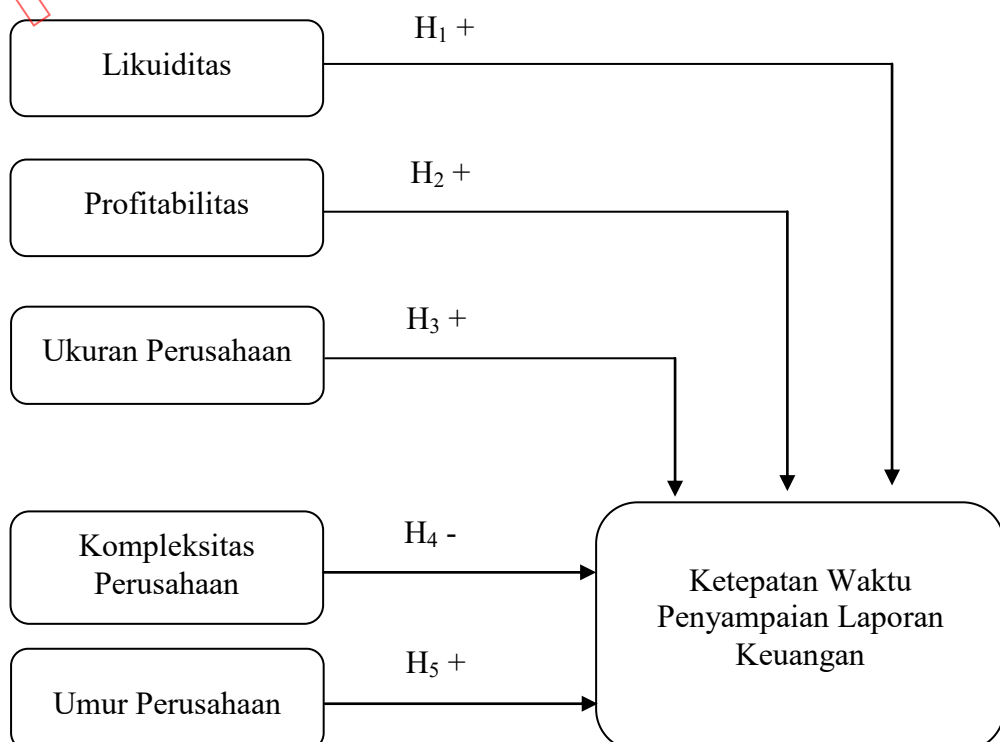 H₁ +
Likuiditas
H₂ +
Profitabilitas
H₃ +
Ukuran Perusahaan
H₄ -
Kompleksitas
Perusahaan
Ketepatan Waktu
Penyampaian Laporan
Keuangan
H₅ +
Umur Perusahaan